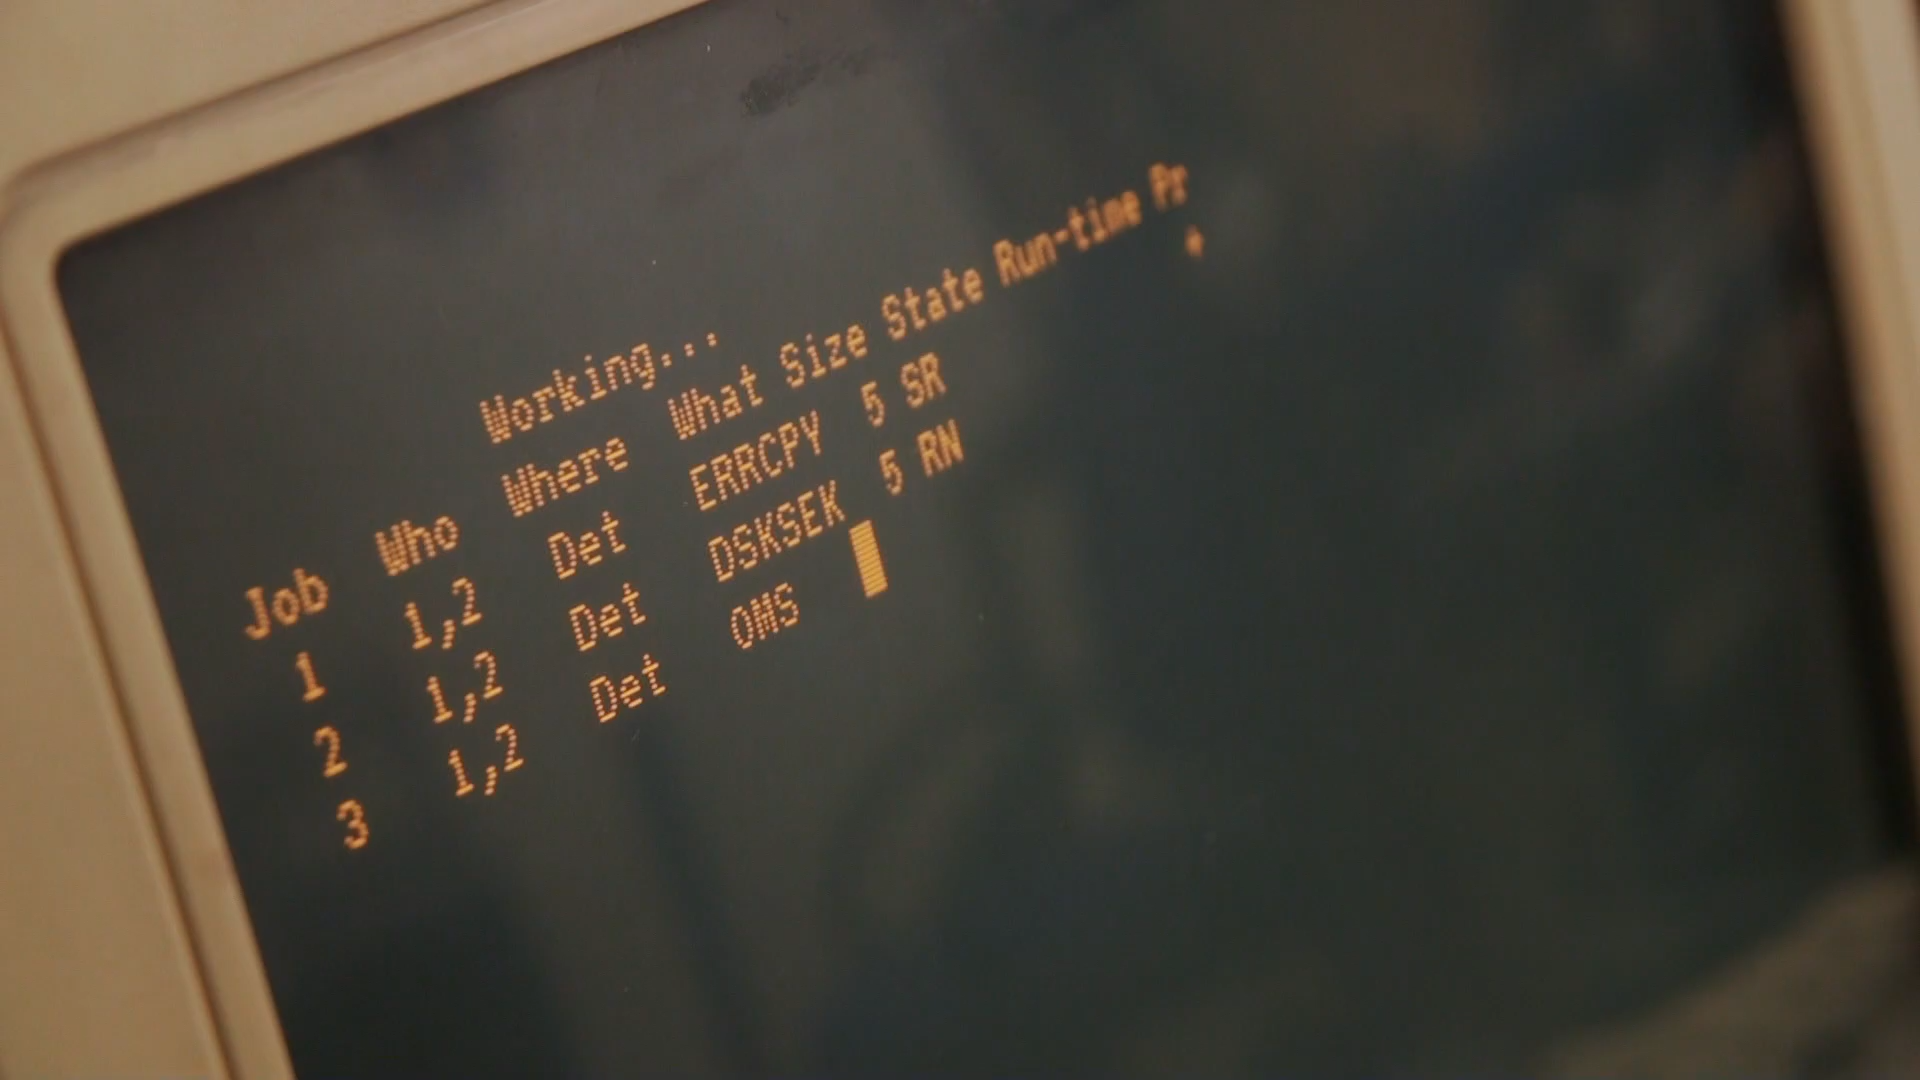 Working...
Job Who Where What Size State Run-time Pr
1 1,2 Det ERRCPY 5 SR
2 1,2 Det DSKSEK 5 RN
3 1,2 Det OMS